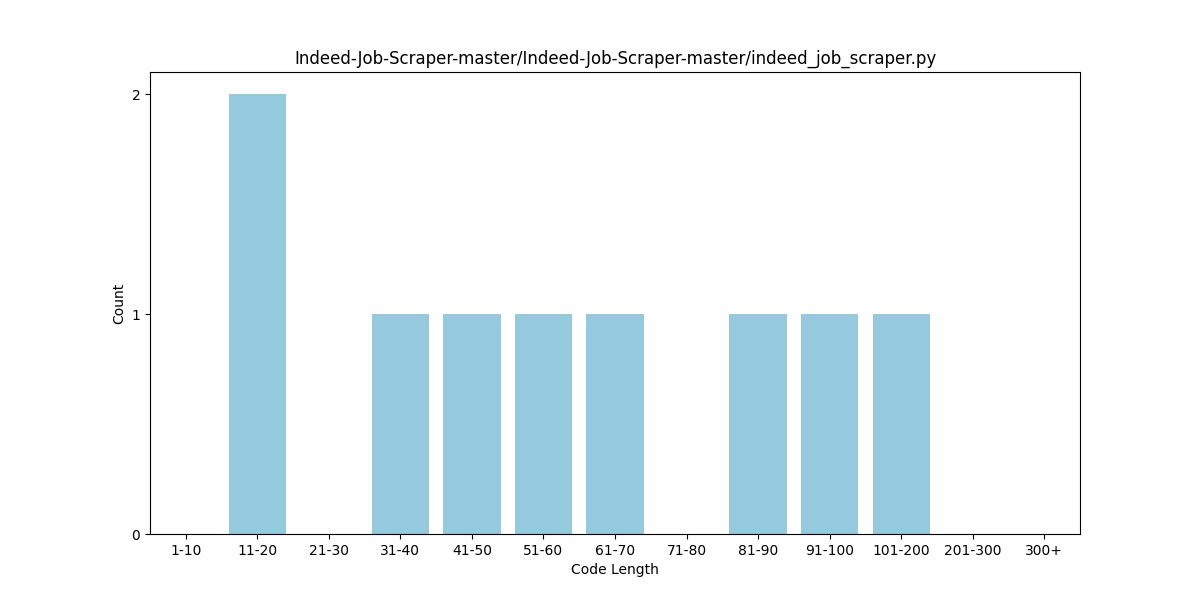 Indeed-Job-Scraper-master/Indeed-Job-Scraper-master/indeed_job_scraper.py
2
1
0
Count
1-10 11-20 21-30 31-40 41-50 51-60 61-70 71-80 81-90 91-100 101-200 201-300 300+
Code Length